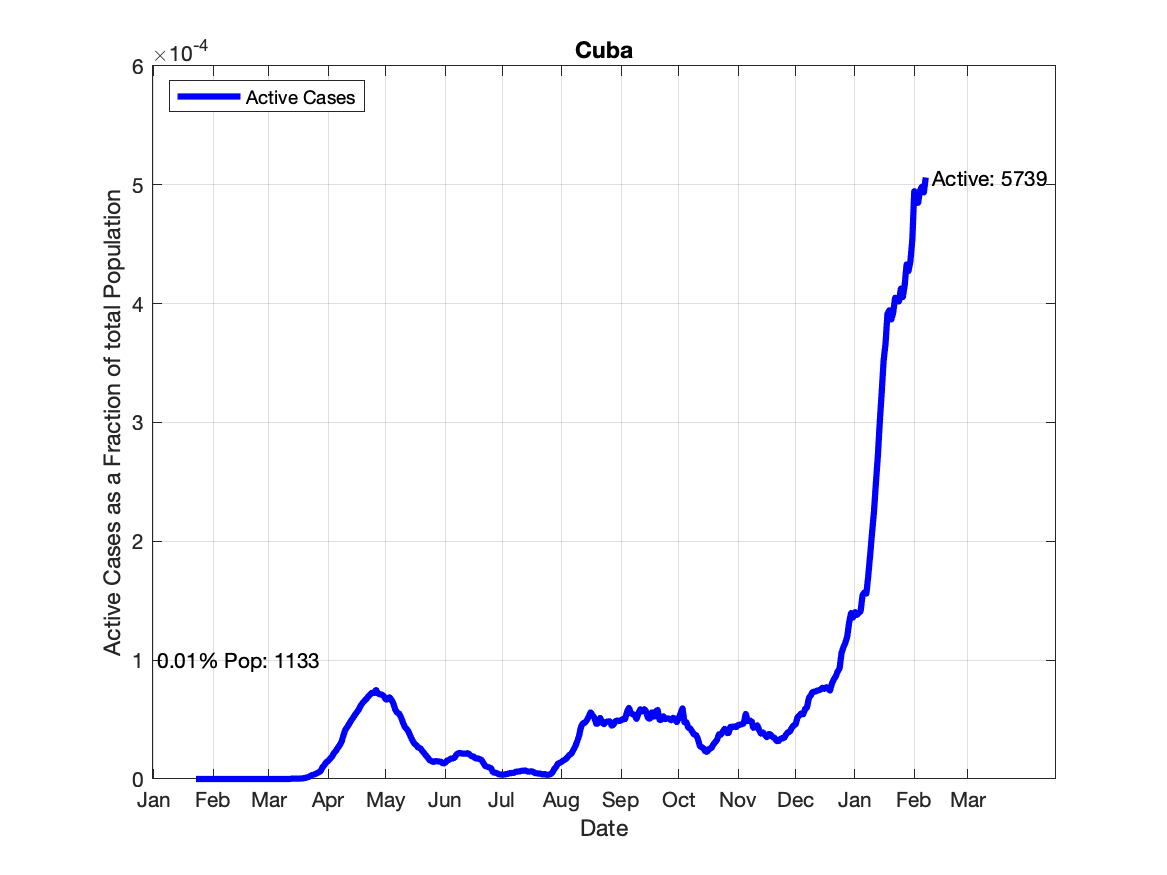 Cuba
×10-4
Active Cases
6
5
4
3
2
1
0
Active: 5739
0.01% Pop: 1133
Active Cases as a Fraction of total Population
Jan Feb Mar Apr May Jun Jul Aug Sep Oct Nov Dec Jan Feb Mar
Date